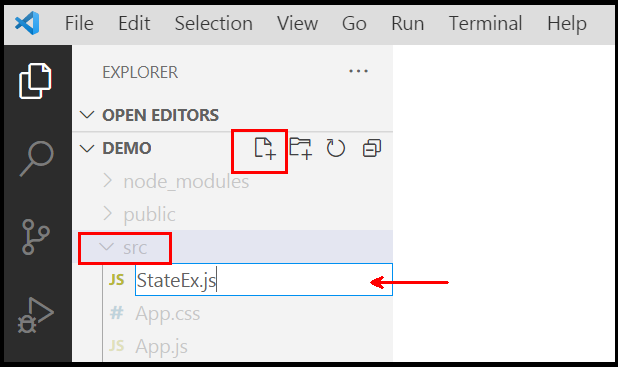 File Edit Selection View Go Run Terminal Help
EXPLORER ...
OPEN EDITORS
DEMO
node_modules
public
src
JS StateEx.js
# App.css
JS App.js